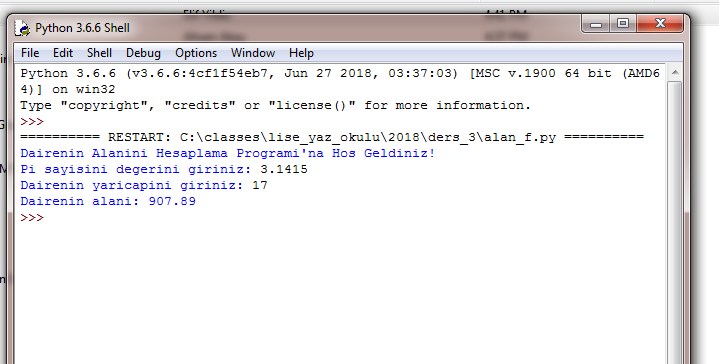 Python 3.6.6 Shell
File Edit Shell Debug Options Window Help
Python 3.6.6 (v3.6.6:4cf1f54eb7, Jun 27 2018, 03:37:03) [MSC v.1900 64 bit (AMD6
4)] on win32
Type "copyright", "credits" or "license()" for more information.
>>>
========== RESTART: C:\classes\lise_yaz_okulu\2018\ders_3\alan_f.py ==========
Dairenin Alanini Hesaplama Programi'na Hos Geldiniz!
Pi sayisini degerini giriniz: 3.1415
Dairenin yaricapini giriniz: 17
Dairenin alani: 907.89
>>>